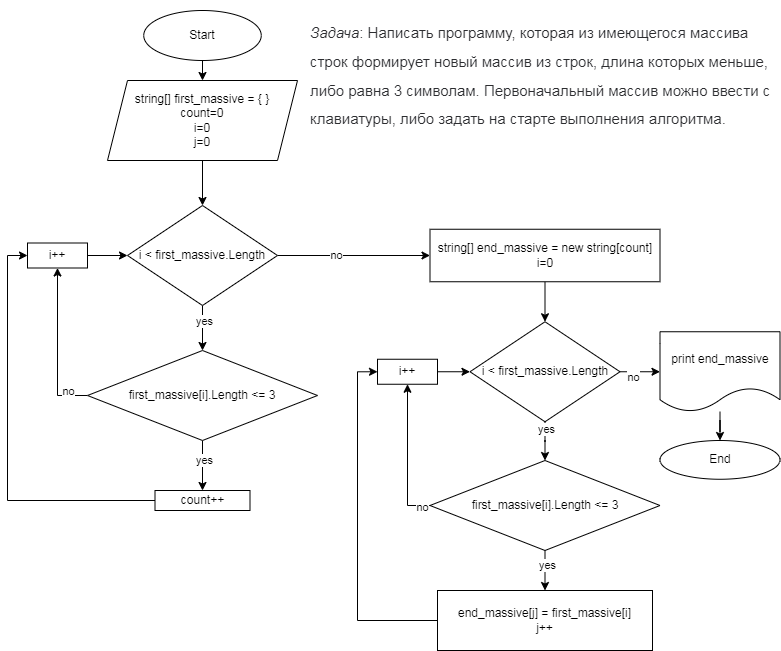 Start
Задача: Написать программу, которая из имеющегося массива
строк формирует новый массив из строк, длина которых меньше,
либо равна 3 символам. Первоначальный массив можно ввести с
клавиатуры, либо задать на старте выполнения алгоритма.
string[] first_massive = { }
count=0
i=0
j=0
i++
i < first_massive.Length
no
string[] end_massive = new string[count]
i=0
yes
no
first_massive[i].Length <= 3
yes
count++
i++
i < first_massive.Length
no
print end_massive
yes
End
no
first_massive[i].Length <= 3
yes
end_massive[j] = first_massive[i]
j++